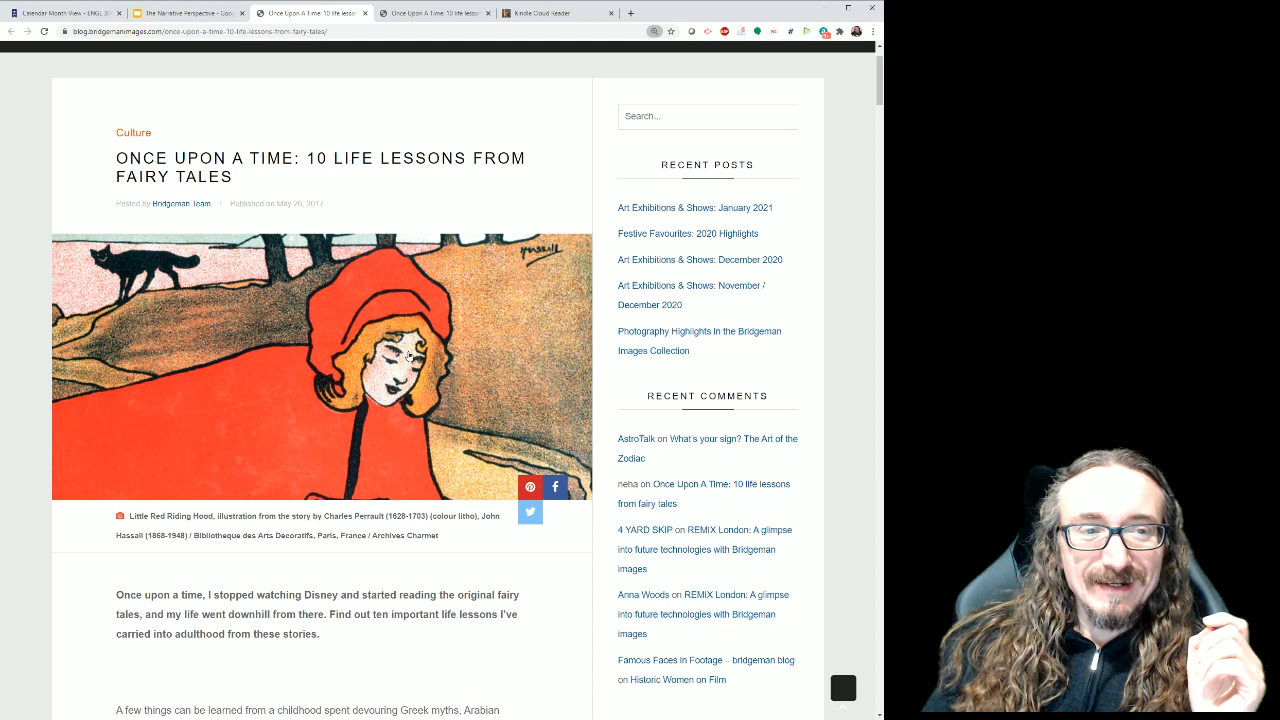 Calendar Month View - ENGL 30
The Narrative Perspective - Goo
Once Upon A Time: 10 life lesso
Once Upon A Time: 10 life lesso
Kindle Cloud Reader
blog.bridgemanimages.com/once-upon-a-time-10-life-lessons-from-fairy-tales/
Culture
ONCE UPON A TIME: 10 LIFE LESSONS FROM
FAIRY TALES
Posted by Bridgeman Team / Published on May 26, 2017
Hassall
Little Red Riding Hood, illustration from the story by Charles Perrault (1628-1703) (colour litho), John
Hassall (1868-1948) / Bibliotheque des Arts Decoratifs, Paris, France / Archives Charmet
Once upon a time, I stopped watching Disney and started reading the original fairy
tales, and my life went downhill from there. Find out ten important life lessons I've
carried into adulthood from these stories.
A few things can be learned from a childhood spent devouring Greek myths, Arabian
Search...
RECENT POSTS
Art Exhibitions & Shows: January 2021
Festive Favourites: 2020 Highlights
Art Exhibitions & Shows: December 2020
Art Exhibitions & Shows: November /
December 2020
Photography Highlights in the Bridgeman
Images Collection
RECENT COMMENTS
AstroTalk on What's your sign? The Art of the
Zodiac
neha on Once Upon A Time: 10 life lessons
from fairy tales
4 YARD SKIP on REMIX London: A glimpse
into future technologies with Bridgeman
images
Anna Woods on REMIX London: A glimpse
into future technologies with Bridgeman
images
Famous Faces in Footage – bridgeman blog
on Historic Women on Film